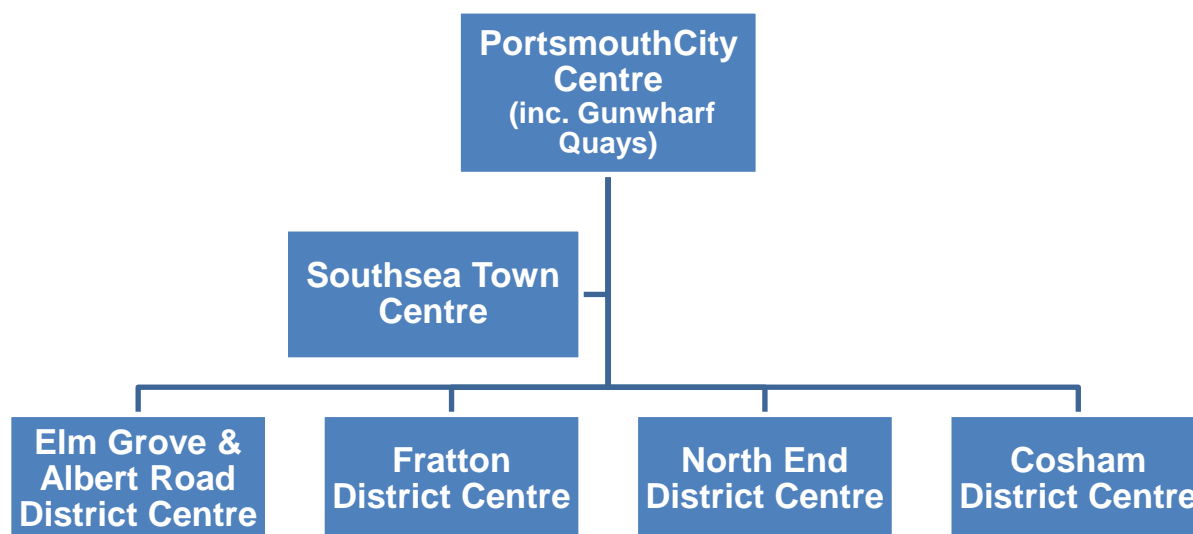 PortsmouthCity
Centre
(inc. Gunwharf
Quays)
Southsea Town
Centre
Elm Grove &
Albert Road
District Centre
Fratton
District Centre
North End
District Centre
Cosham
District Centre